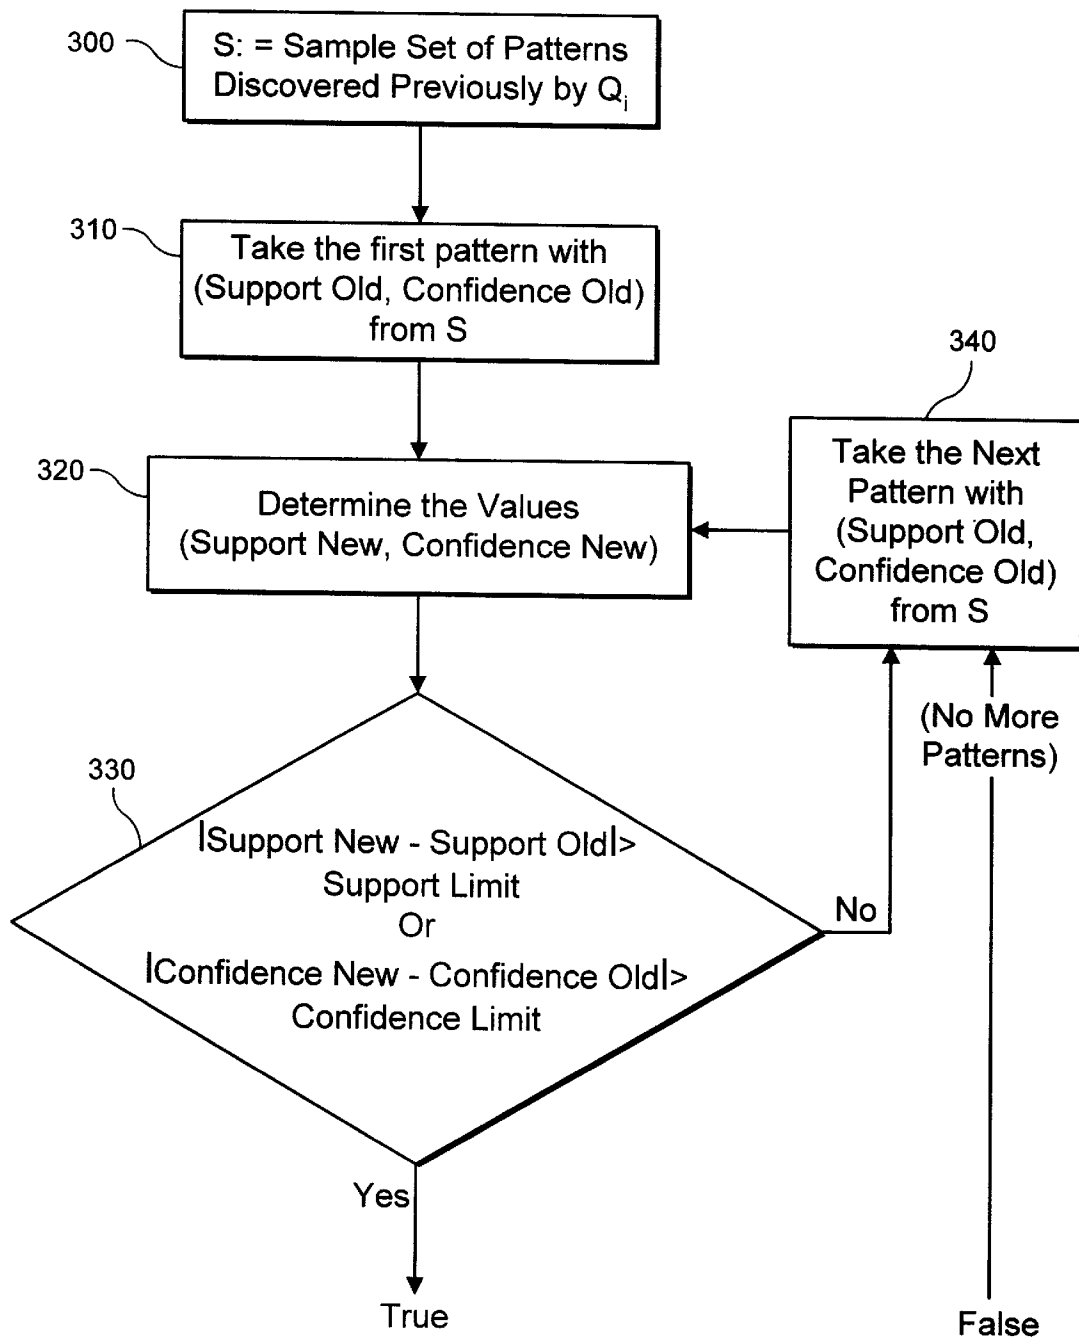 300
S: = Sample Set of Patterns
Discovered Previously by Qi
310
Take the first pattern with
(Support Old, Confidence Old)
from S
340
Take the Next
Pattern with
(Support Old,
Confidence Old)
from S
320
Determine the Values
(Support New, Confidence New)
(No More
Patterns)
330
|Support New - Support Old|>
Support Limit
Or
|Confidence New - Confidence Old|>
Confidence Limit
No
Yes
True
False